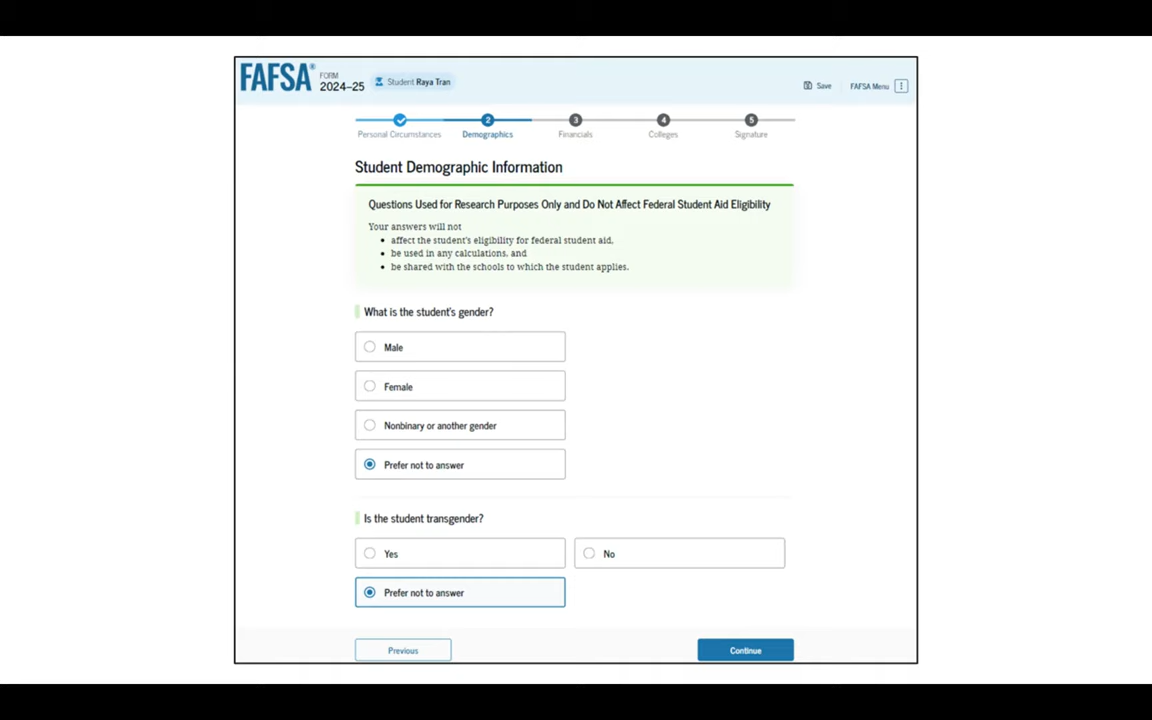 FAFSA®
FORM
2024–25
Student Raya Tran
Save
FAFSA Menu
2
3
4
5
Personal Circumstances
Demographics
Financials
Colleges
Signature
Student Demographic Information
Questions Used for Research Purposes Only and Do Not Affect Federal Student Aid Eligibility
Your answers will not
• affect the student's eligibility for federal student aid,
• be used in any calculations, and
• be shared with the schools to which the student applies.
What is the student's gender?
Male
Female
Nonbinary or another gender
Prefer not to answer
Is the student transgender?
Yes
No
Prefer not to answer
Previous
Continue